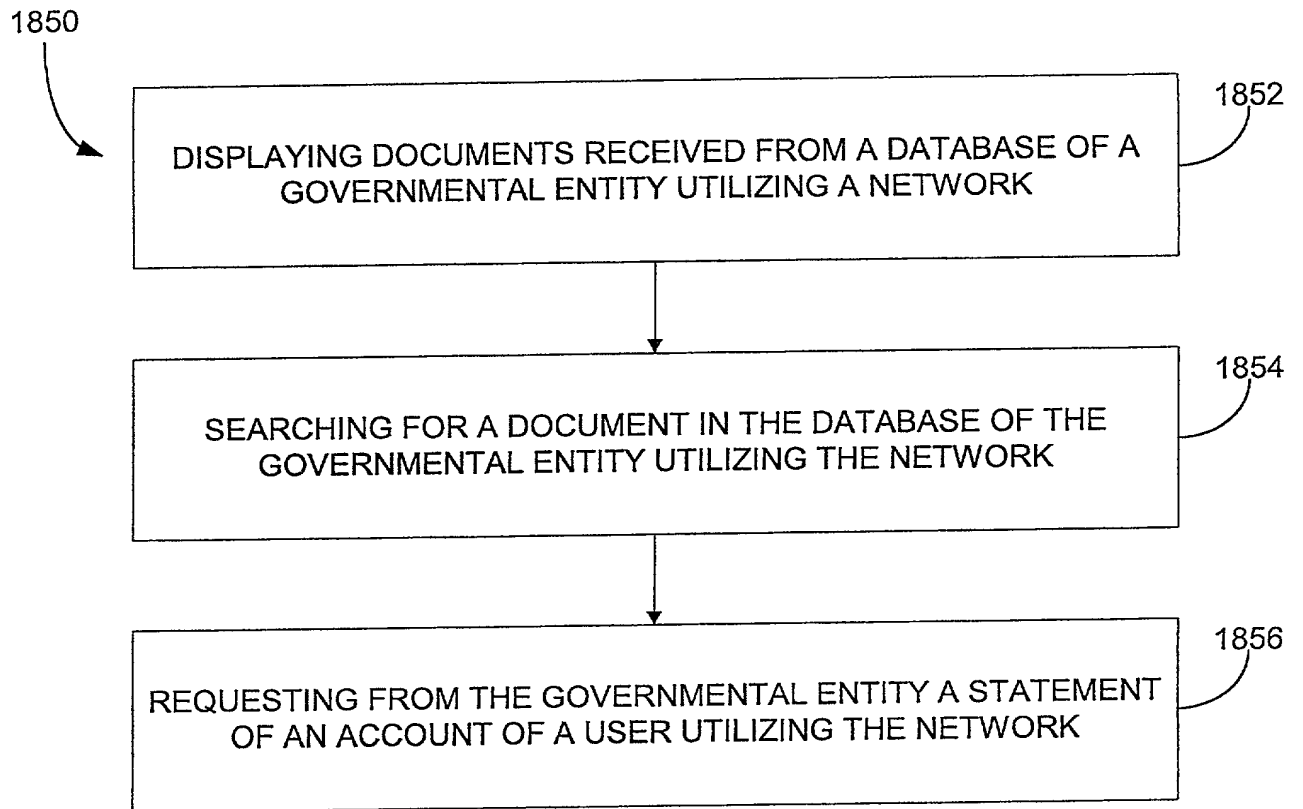 1850
1852
DISPLAYING DOCUMENTS RECEIVED FROM A DATABASE OF A
GOVERNMENTAL ENTITY UTILIZING A NETWORK
1854
SEARCHING FOR A DOCUMENT IN THE DATABASE OF THE
GOVERNMENTAL ENTITY UTILIZING THE NETWORK
1856
REQUESTING FROM THE GOVERNMENTAL ENTITY A STATEMENT
OF AN ACCOUNT OF A USER UTILIZING THE NETWORK